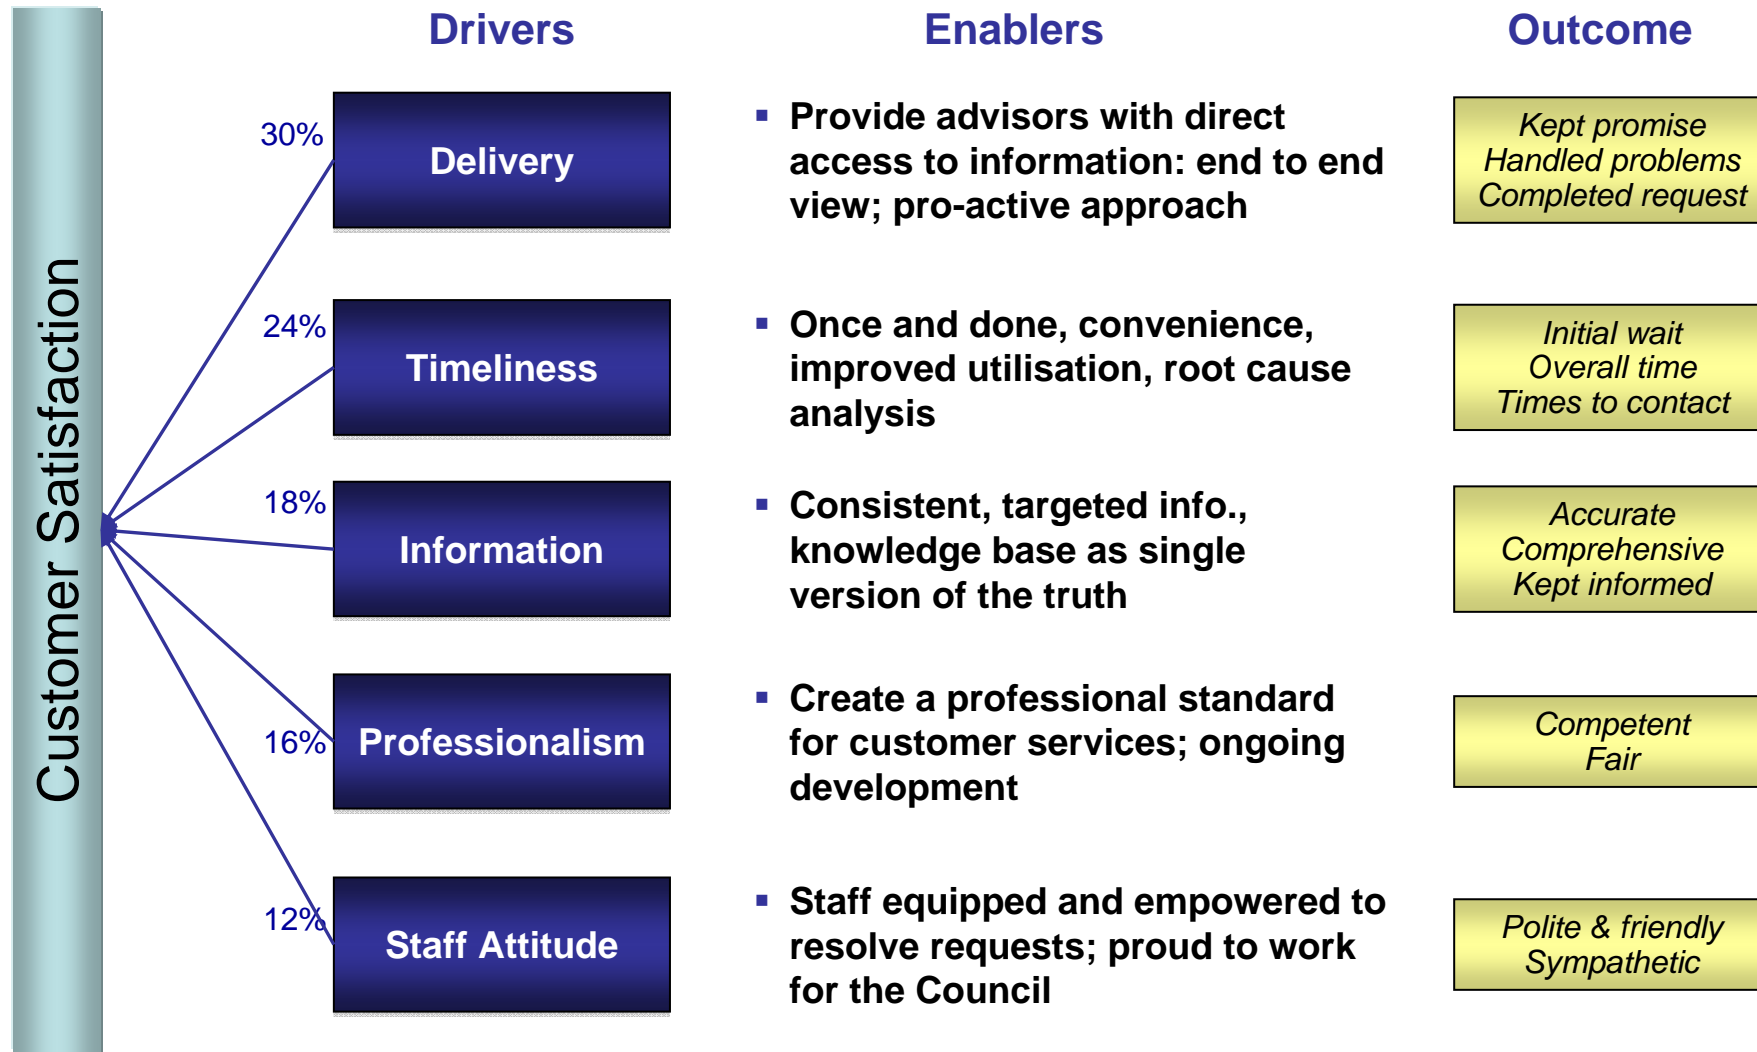 Customer Satisfaction
Drivers
Enablers
Outcome
30%
Delivery
▪ Provide advisors with direct
access to information: end to end
view; pro-active approach
Kept promise
Handled problems
Completed request
24%
Timeliness
▪ Once and done, convenience,
improved utilisation, root cause
analysis
Initial wait
Overall time
Times to contact
18%
Information
▪ Consistent, targeted info.,
knowledge base as single
version of the truth
Accurate
Comprehensive
Kept informed
16%
Professionalism
▪ Create a professional standard
for customer services; ongoing
development
Competent
Fair
12%
Staff Attitude
▪ Staff equipped and empowered to
resolve requests; proud to work
for the Council
Polite & friendly
Sympathetic